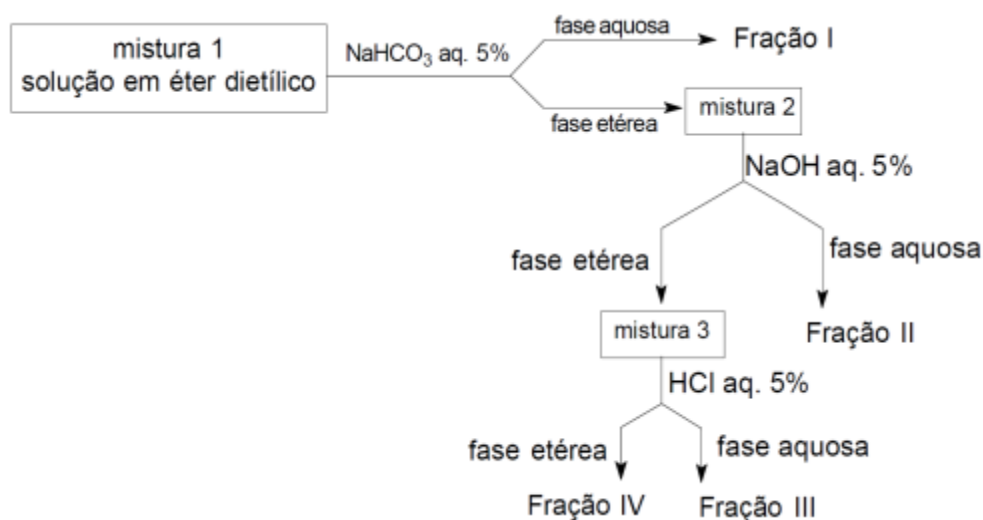 mistura 1
solução em éter dietílico
NaHCO₃ aq. 5%
fase aquosa
Fração I
fase etérea
mistura 2
NaOH aq. 5%
fase etérea
fase aquosa
mistura 3
Fração II
HCl aq. 5%
fase etérea
fase aquosa
Fração IV
Fração III